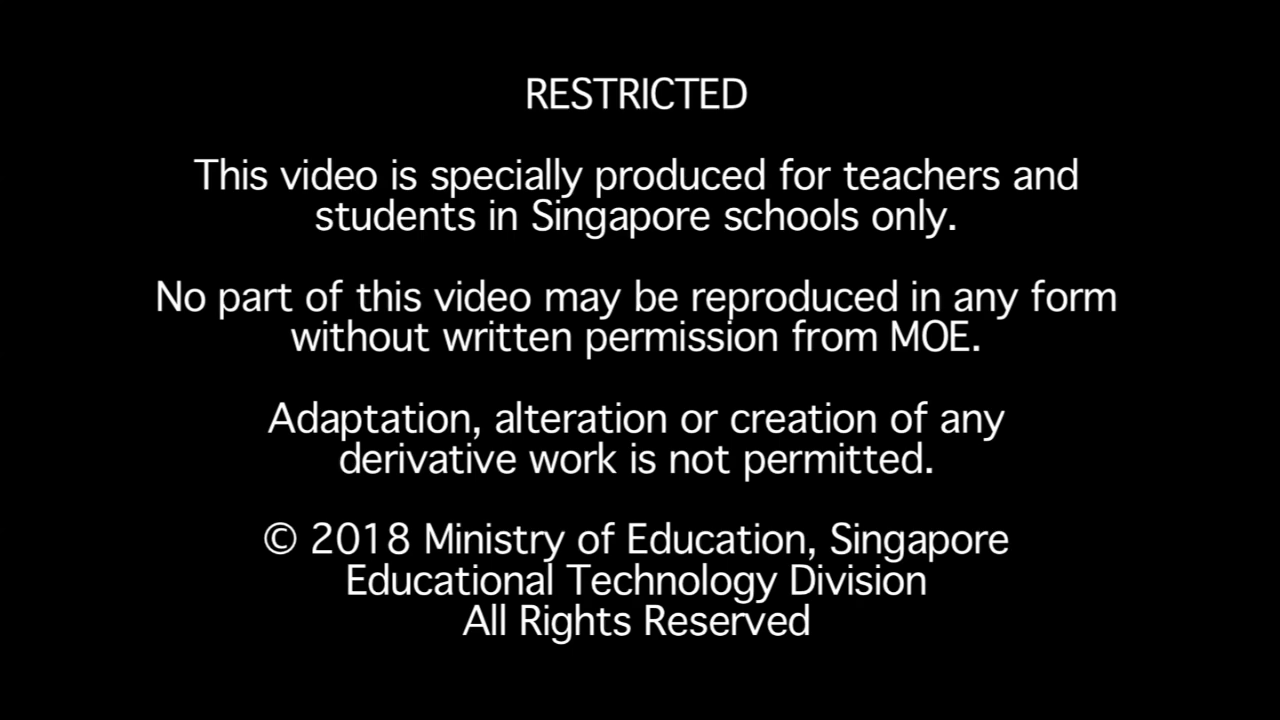 RESTRICTED
This video is specially produced for teachers and
students in Singapore schools only.
No part of this video may be reproduced in any form
without written permission from MOE.
Adaptation, alteration or creation of any
derivative work is not permitted.
© 2018 Ministry of Education, Singapore
Educational Technology Division
All Rights Reserved